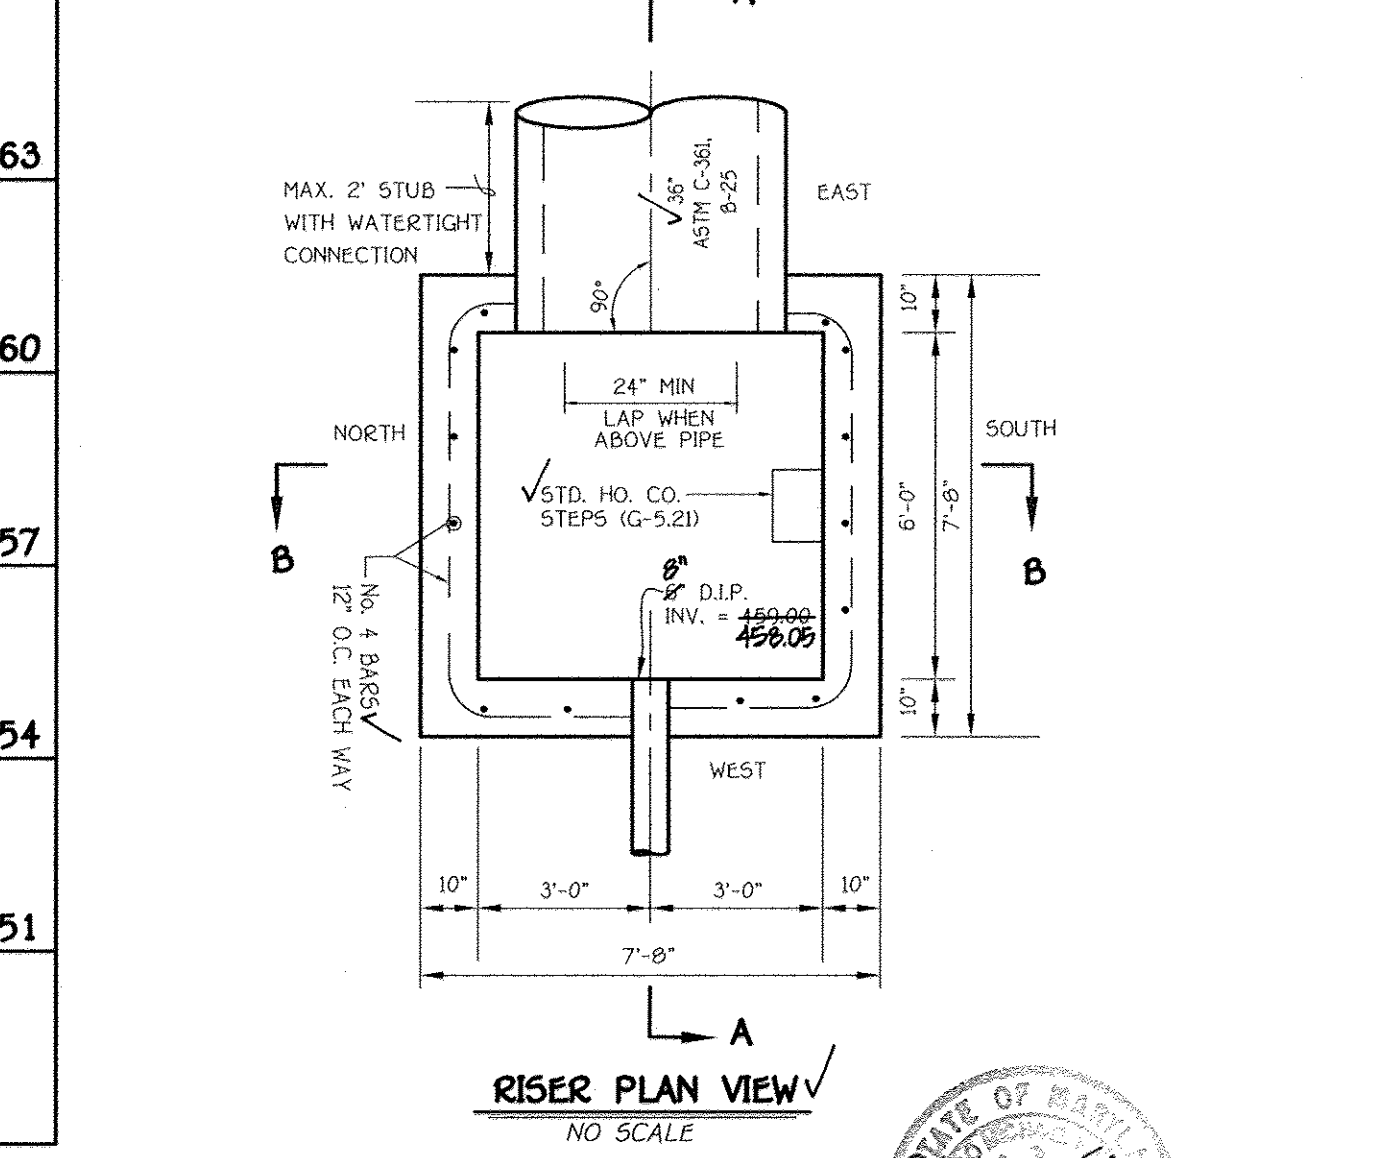 A
63
60
57
54
51
MAX. 2' STUB
WITH WATERTIGHT
CONNECTION
36"
ASTM C-361,
B-25
EAST
90°
10"
24" MIN
LAP WHEN
ABOVE PIPE
NORTH
SOUTH
STD. HO. CO.
STEPS (G-5.21)
6'-0"
7'-8"
B
B
8"
6" D.I.P.
INV. = 459.00
458.05
No. 4 BARS
12" O.C. EACH WAY
10"
WEST
10"
3'-0"
3'-0"
10"
7'-8"
A
RISER PLAN VIEW
NO SCALE
STATE OF MARYL